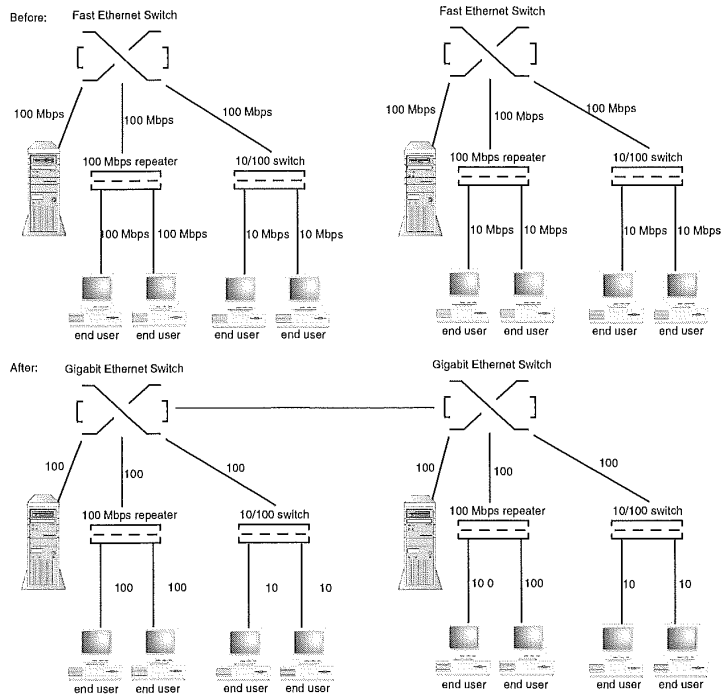 Before:
Fast Ethernet Switch
Fast Ethernet Switch
100 Mbps
100 Mbps
100 Mbps
100 Mbps
100 Mbps
100 Mbps
100 Mbps repeater
10/100 switch
100 Mbps repeater
10/100 switch
100 Mbps
100 Mbps
10 Mbps
10 Mbps
10 Mbps
10 Mbps
10 Mbps
10 Mbps
end user
end user
end user
end user
end user
end user
end user
end user
After:
Gigabit Ethernet Switch
Gigabit Ethernet Switch
100
100
100
100
100
100
100 Mbps repeater
10/100 switch
100 Mbps repeater
10/100 switch
100
100
10
10
10 0
100
10
10
end user
end user
end user
end user
end user
end user
end user
end user